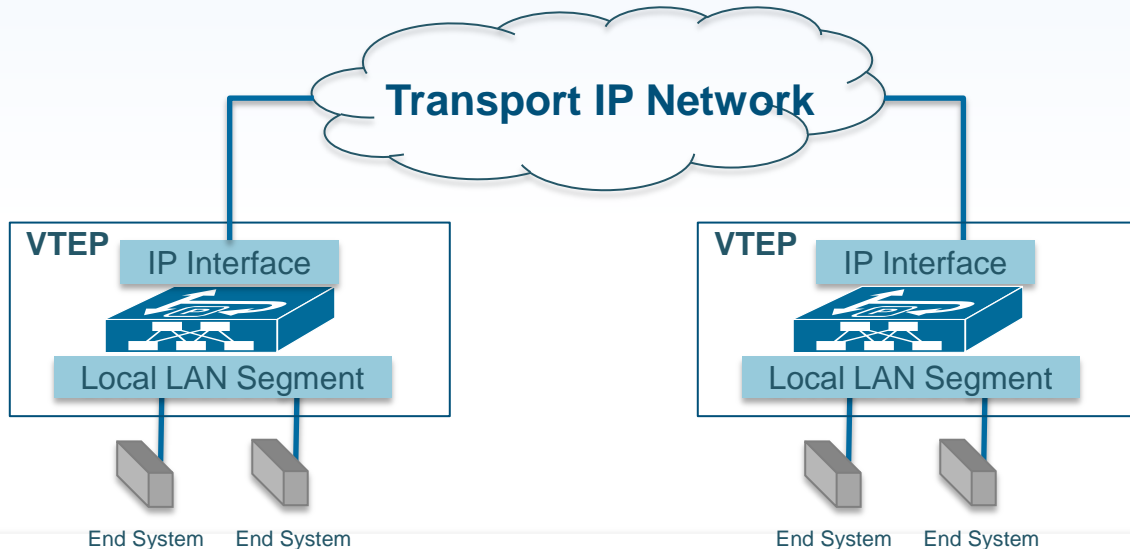 Transport IP Network
VTEP
IP Interface
Local LAN Segment
End System
End System
VTEP
IP Interface
Local LAN Segment
End System
End System